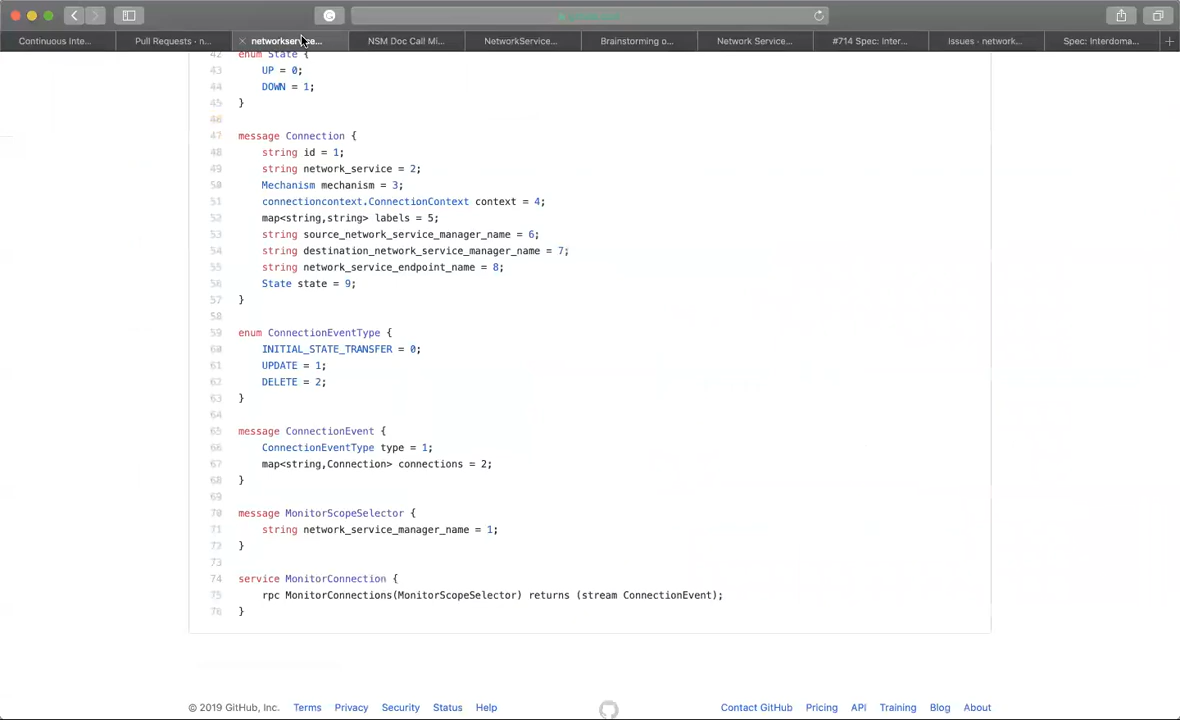 Continuous Inte...
Pull Requests · n...
networkservice...
NSM Doc Call Mi...
NetworkService...
Brainstorming o...
Network Service...
#714 Spec: Inter...
Issues · network...
Spec: Interdoma...
42 enum State {
43 UP = 0;
44 DOWN = 1;
45 }
46
47 message Connection {
48 string id = 1;
49 string network_service = 2;
50 Mechanism mechanism = 3;
51 connectioncontext.ConnectionContext context = 4;
52 map<string,string> labels = 5;
53 string source_network_service_manager_name = 6;
54 string destination_network_service_manager_name = 7;
55 string network_service_endpoint_name = 8;
56 State state = 9;
57 }
58
59 enum ConnectionEventType {
60 INITIAL_STATE_TRANSFER = 0;
61 UPDATE = 1;
62 DELETE = 2;
63 }
64
65 message ConnectionEvent {
66 ConnectionEventType type = 1;
67 map<string,Connection> connections = 2;
68 }
69
70 message MonitorScopeSelector {
71 string network_service_manager_name = 1;
72 }
73
74 service MonitorConnection {
75 rpc MonitorConnections(MonitorScopeSelector) returns (stream ConnectionEvent);
76 }
© 2019 GitHub, Inc. Terms Privacy Security Status Help
Contact GitHub Pricing API Training Blog About